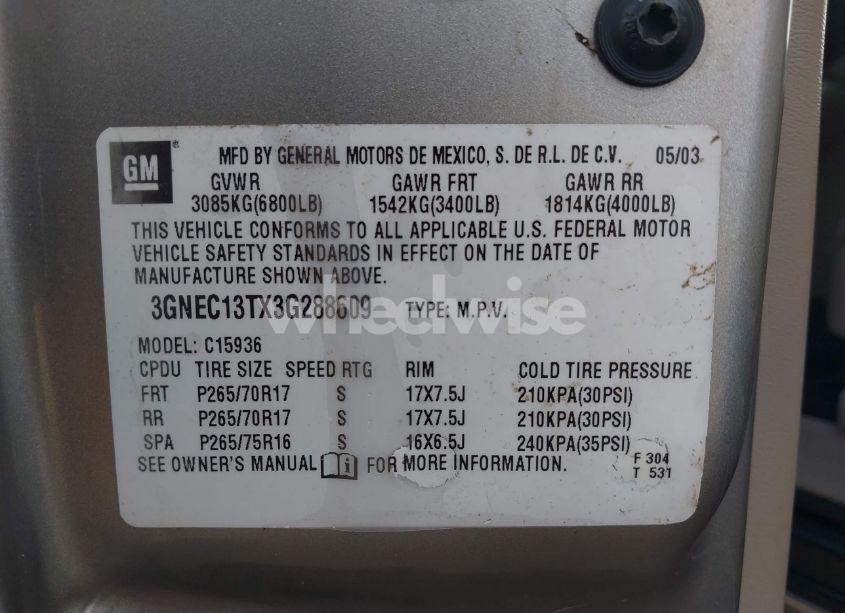 GM
MFD BY GENERAL MOTORS DE MEXICO, S. DE R.L. DE C.V. 05/03
GVWR GAWR FRT GAWR RR
3085KG(6800LB) 1542KG(3400LB) 1814KG(4000LB)
THIS VEHICLE CONFORMS TO ALL APPLICABLE U.S. FEDERAL MOTOR
VEHICLE SAFETY STANDARDS IN EFFECT ON THE DATE OF
MANUFACTURE SHOWN ABOVE.
3GNEC13TX3G288609 TYPE: M.P.V.
wheelwise
MODEL: C15936
CPDU TIRE SIZE SPEED RTG RIM COLD TIRE PRESSURE
FRT P265/70R17 S 17X7.5J 210KPA(30PSI)
RR P265/70R17 S 17X7.5J 210KPA(30PSI)
SPA P265/75R16 S 16X6.5J 240KPA(35PSI)
SEE OWNER'S MANUAL i FOR MORE INFORMATION.
F 304
T 531